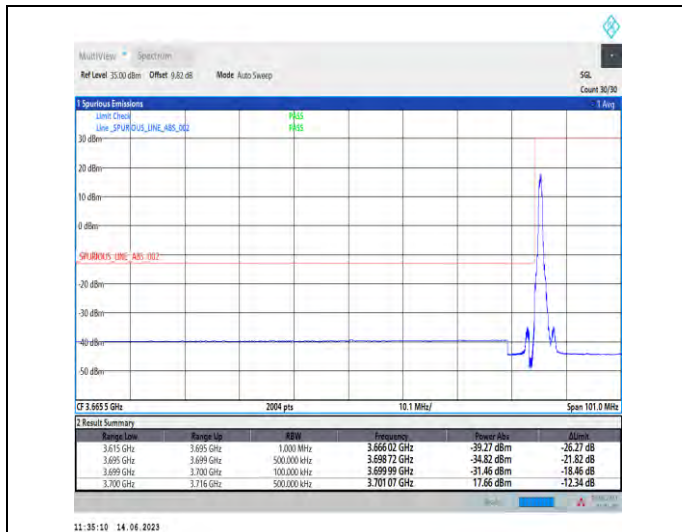 MultiView Spectrum
Ref Level 35.00 dBm Offset 9.82 dB Mode Auto Sweep SGL
Count 30/30
1 Spurious Emissions 1 Avg
Limit Check PASS
Line _SPURIOUS_LINE_ABS_002 PASS
30 dBm
20 dBm
10 dBm
0 dBm
_SPURIOUS_LINE_ABS_002
-20 dBm
-30 dBm
-40 dBm
-50 dBm
CF 3.665 5 GHz 2004 pts 10.1 MHz/ Span 101.0 MHz
2 Result Summary
Range Low Range Up RBW Frequency Power Abs ΔLimit
3.615 GHz 3.695 GHz 1.000 MHz 3.666 02 GHz -39.27 dBm -26.27 dB
3.695 GHz 3.699 GHz 500.000 kHz 3.698 72 GHz -34.82 dBm -21.82 dB
3.699 GHz 3.700 GHz 100.000 kHz 3.699 99 GHz -31.46 dBm -18.46 dB
3.700 GHz 3.716 GHz 500.000 kHz 3.701 07 GHz 17.66 dBm -12.34 dB
11:35:10 14.06.2023